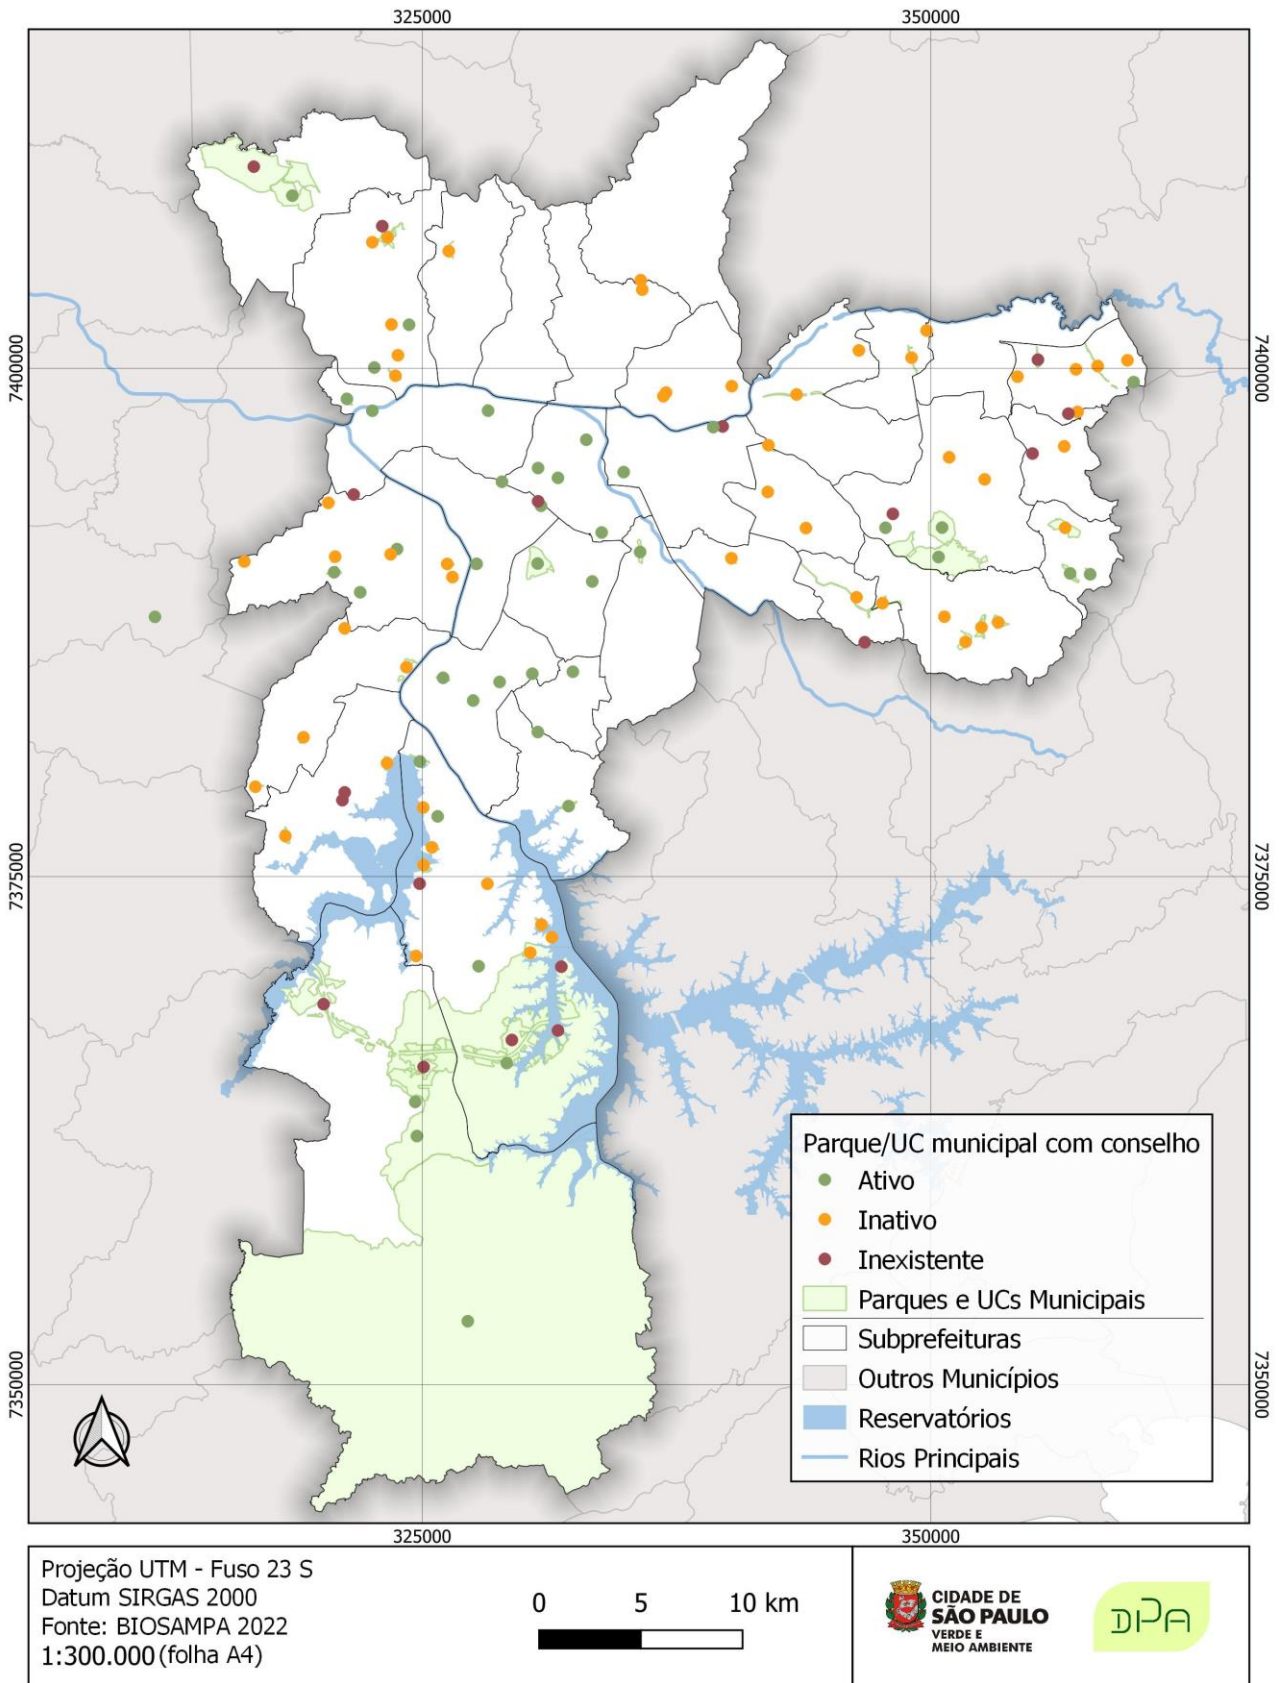 325000
350000
7400000
7400000
7375000
7375000
7350000
7350000
Parque/UC municipal com conselho
Ativo
Inativo
Inexistente
Parques e UCs Municipais
Subprefeituras
Outros Municípios
Reservatórios
Rios Principais
325000
350000
Projeção UTM - Fuso 23 S
Datum SIRGAS 2000
Fonte: BIOSAMPA 2022
1:300.000 (folha A4)
0 5 10 km
CIDADE DE
SÃO PAULO
VERDE E
MEIO AMBIENTE
DPA